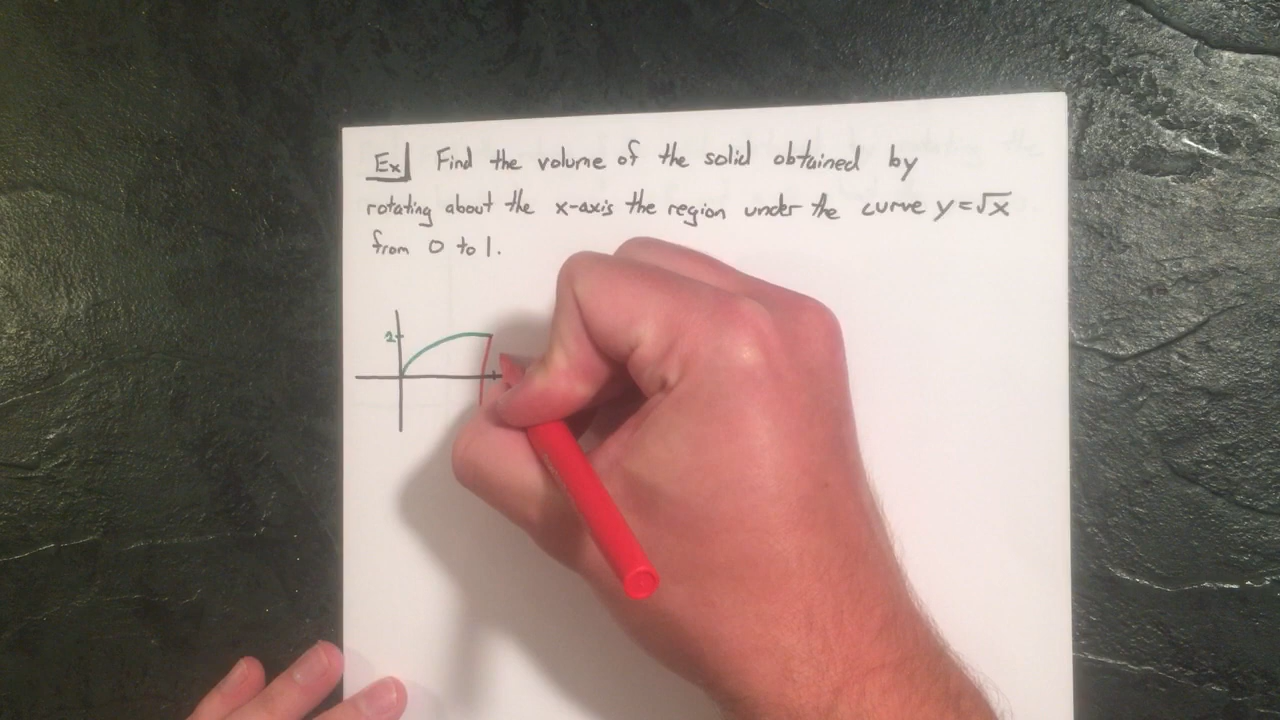 Ex Find the volume of the solid obtained by
rotating about the x-axis the region under the curve y=√x
from 0 to 1.
2